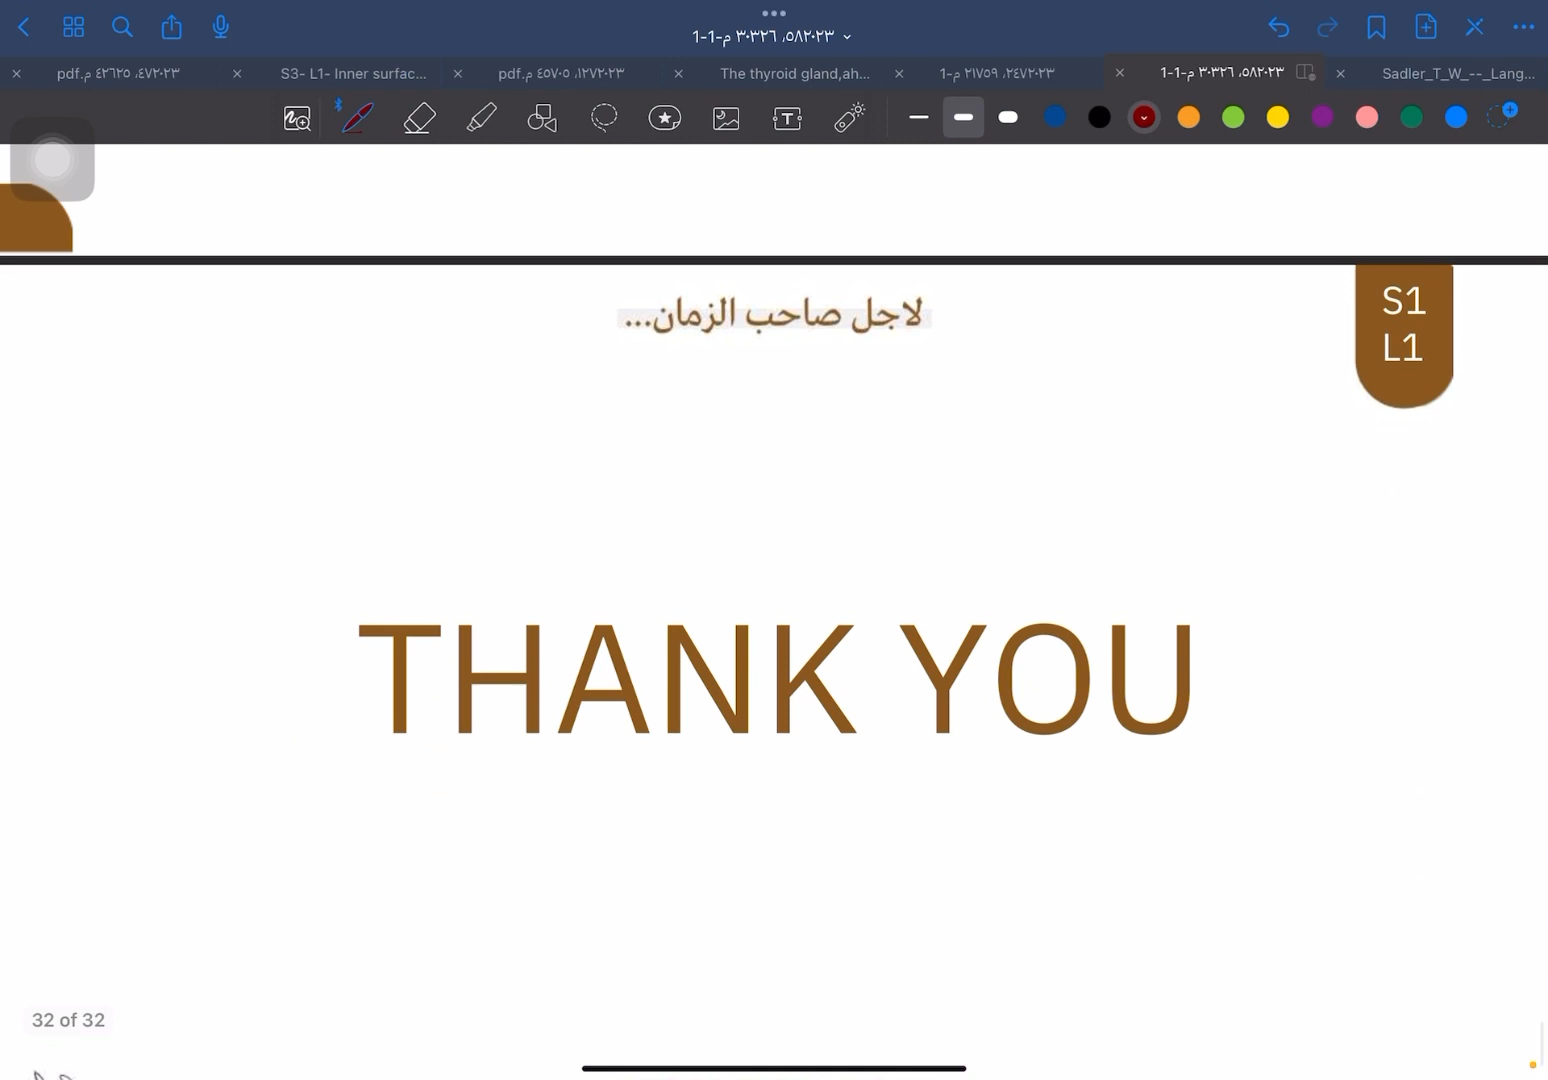 ٥٨٢٠٢٣، ٣٠٣٢٦ م-1-1
٤٧٢٠٢٣، ٤٢٦٢٥ م.pdf
S3- L1- Inner surfac...
١٢٧٢٠٢٣، ٤٥٧٠٥ م.pdf
The thyroid gland,ah...
٢٤٧٢٠٢٣، ٢١٧٥٩ م-1
٥٨٢٠٢٣، ٣٠٣٢٦ م-1-1
Sadler_T_W_--_Lang...
لاجل صاحب الزمان...
S1
L1
THANK YOU
32 of 32